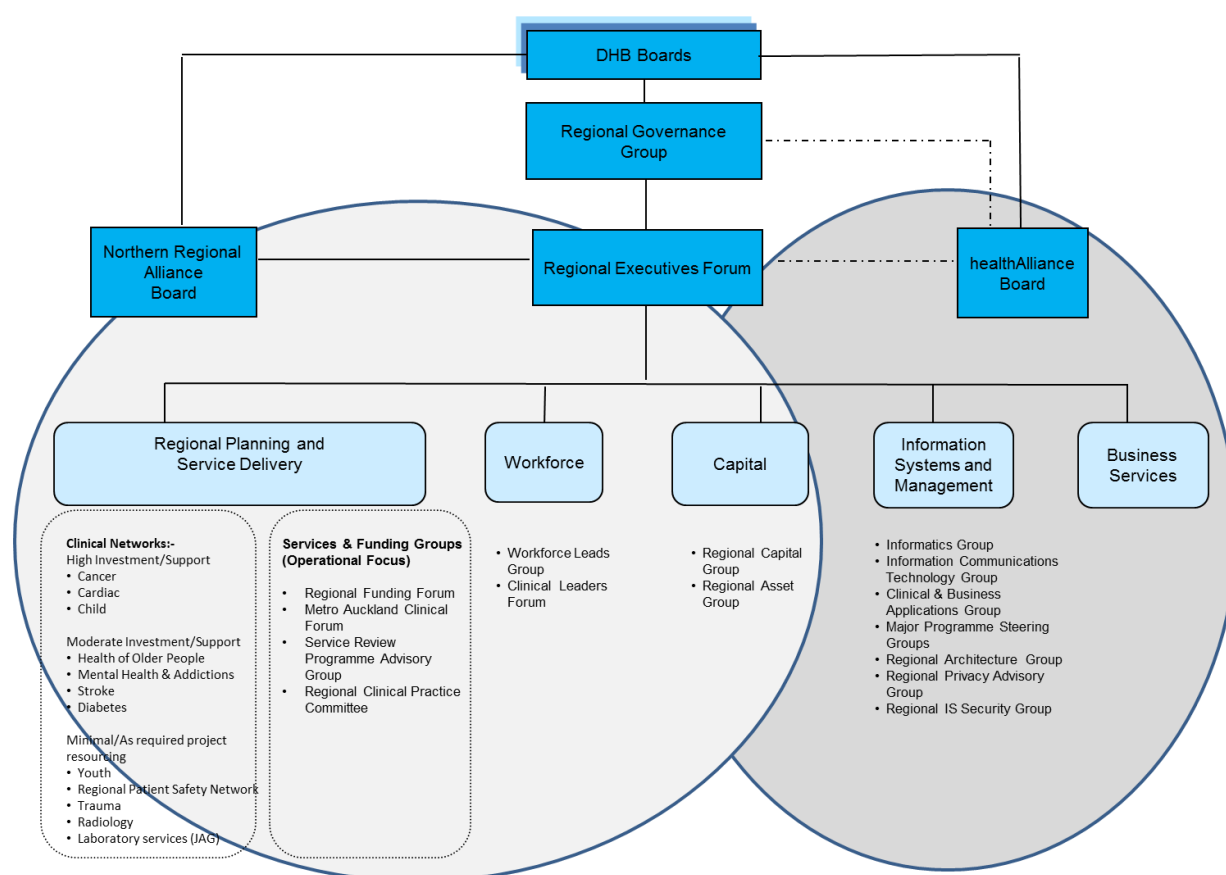 DHB Boards
Regional Governance
Group
Northern Regional
Alliance
Board
Regional Executives Forum
healthAlliance
Board
Regional Planning and
Service Delivery
Workforce
Capital
Information
Systems and
Management
Business
Services
Clinical Networks:-
High Investment/Support
• Cancer
• Cardiac
• Child
Moderate Investment/Support
• Health of Older People
• Mental Health & Addictions
• Stroke
• Diabetes
Minimal/As required project
resourcing
• Youth
• Regional Patient Safety Network
• Trauma
• Radiology
• Laboratory services (JAG)
Services & Funding Groups
(Operational Focus)
• Regional Funding Forum
• Metro Auckland Clinical
Forum
• Service Review
Programme Advisory
Group
• Regional Clinical Practice
Committee
• Workforce Leads
Group
• Clinical Leaders
Forum
• Regional Capital
Group
• Regional Asset
Group
• Informatics Group
• Information Communications
Technology Group
• Clinical & Business
Applications Group
• Major Programme Steering
Groups
• Regional Architecture Group
• Regional Privacy Advisory
Group
• Regional IS Security Group